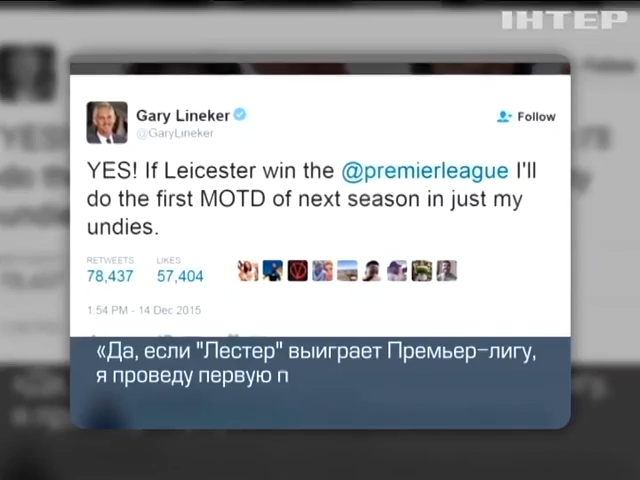 ІНТЕР
Gary Lineker
@GaryLineker
Follow
YES! If Leicester win the @premierleague I'll
do the first MOTD of next season in just my
undies.
RETWEETS LIKES
78,437 57,404
1:54 PM - 14 Dec 2015
«Да, если "Лестер" выиграет Премьер-лигу,
я проведу первую п